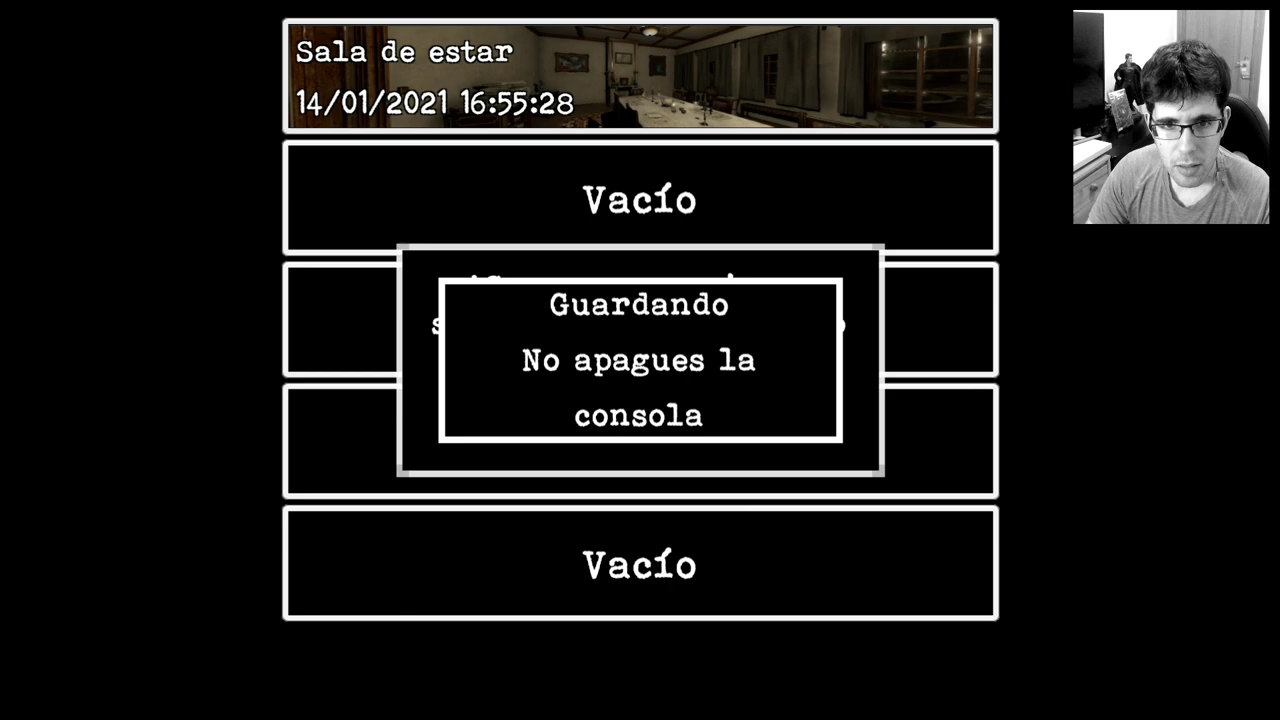 Sala de estar
14/01/2021 16:55:28
Vacío
Guardando
No apagues la
consola
Vacío